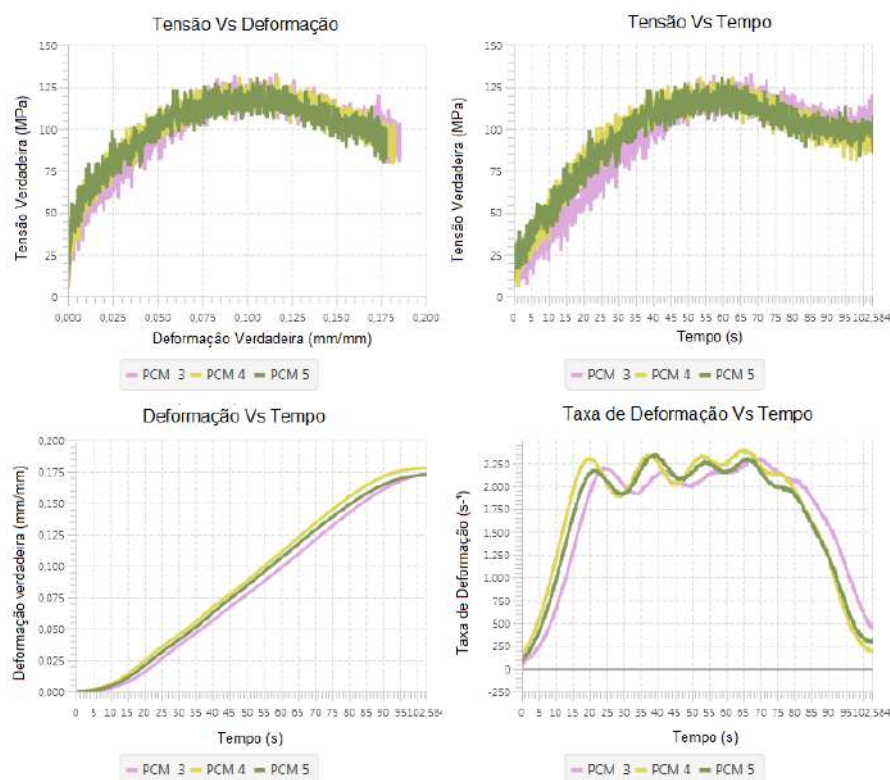 Tensão Vs Deformação
Tensão Verdadeira (MPa)
150
125
100
75
50
25
0
0,000 0,025 0,050 0,075 0,100 0,125 0,150 0,175 0,200
Deformação Verdadeira (mm/mm)
PCM 3 PCM 4 PCM 5
Tensão Vs Tempo
Tensão Verdadeira (MPa)
150
125
100
75
50
25
0
0 5 10 15 20 25 30 35 40 45 50 55 60 65 70 75 80 85 90 95 102,584
Tempo (s)
PCM 3 PCM 4 PCM 5
Deformação Vs Tempo
Deformação verdadeira (mm/mm)
0,200
0,175
0,150
0,125
0,100
0,075
0,050
0,025
0,000
0 5 10 15 20 25 30 35 40 45 50 55 60 65 70 75 80 85 90 95 102,584
Tempo (s)
PCM 3 PCM 4 PCM 5
Taxa de Deformação Vs Tempo
Taxa de Deformação (s-¹)
2.250
2.000
1.750
1.500
1.250
1.000
750
500
250
0
-250
0 5 10 15 20 25 30 35 40 45 50 55 60 65 70 75 80 85 90 95 102,584
Tempo (s)
PCM 3 PCM 4 PCM 5